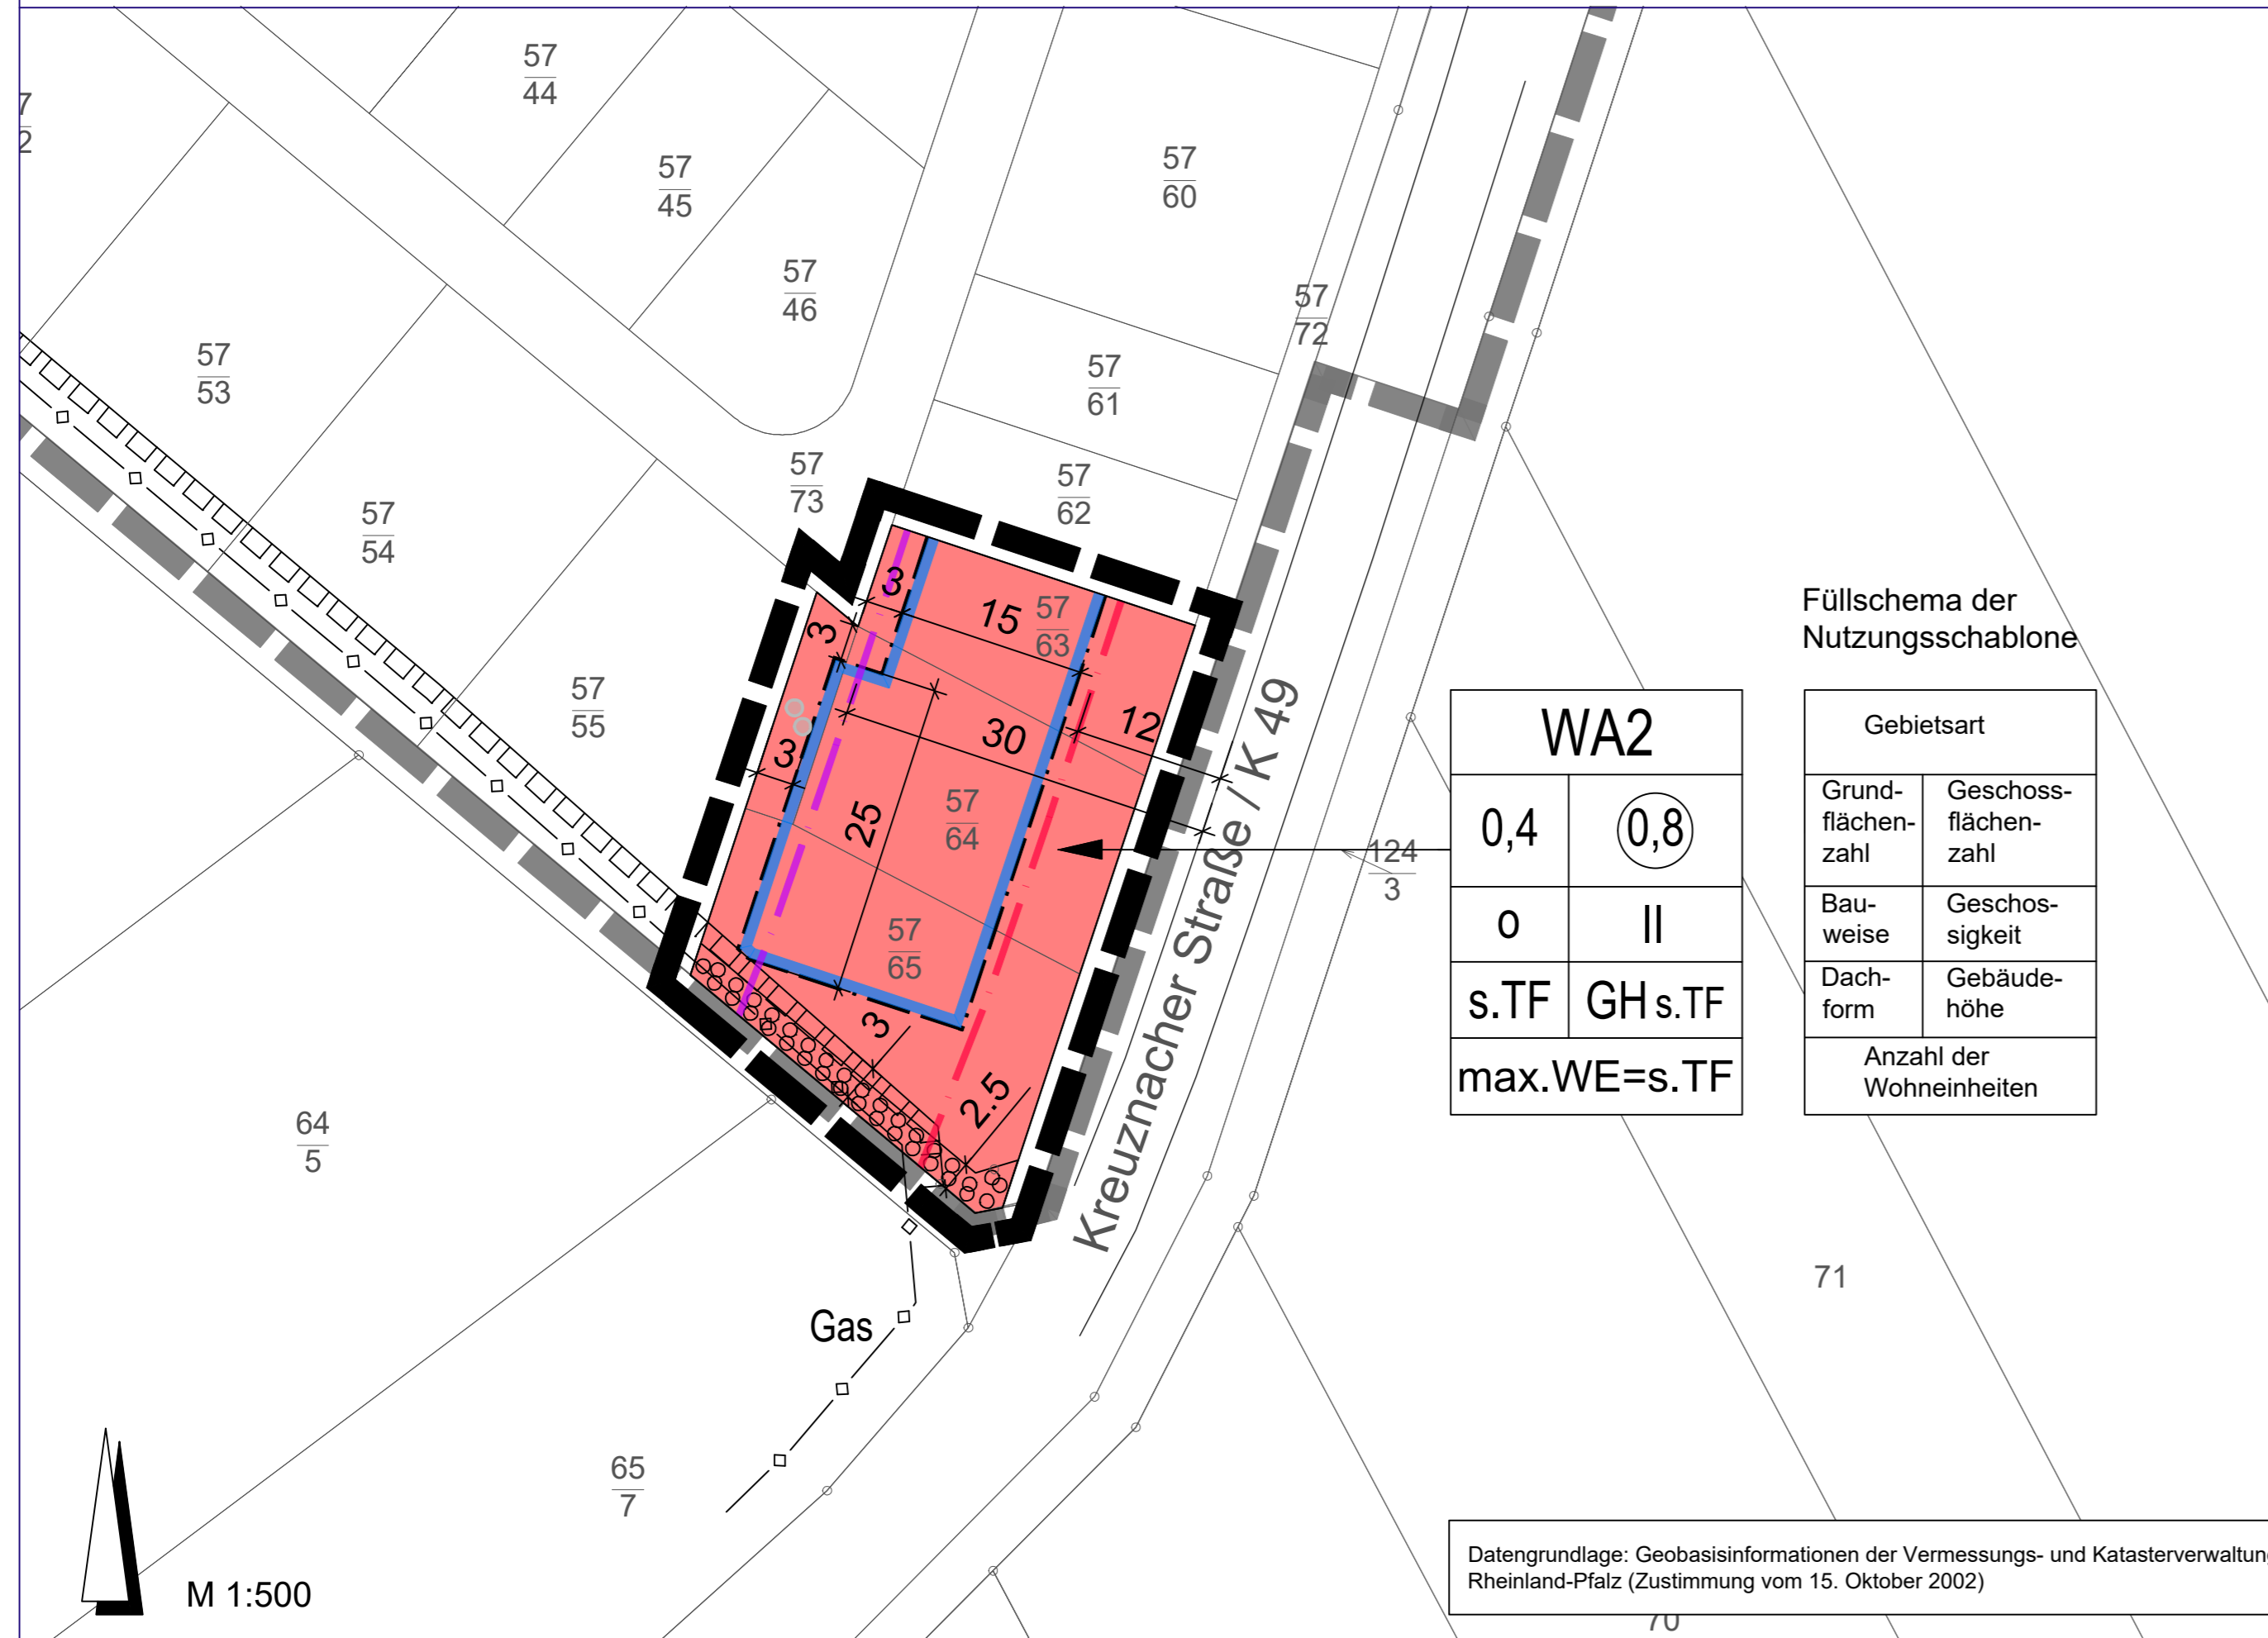 57
44
7
2
57
45
57
60
57
46
57
72
57
53
57
61
57
73
57
62
57
54
3
15
57
63
3
57
55
12
30
3
25
57
64
57
65
3
2.5
Kreuznacher Straße / K 49
124
3
Füllschema der
Nutzungsschablone
WA2
0,4
0,8
o
II
s.TF
GH s.TF
max.WE=s.TF
Gebietsart
Grund-
flächen-
zahl
Geschoss-
flächen-
zahl
Bau-
weise
Geschos-
sigkeit
Dach-
form
Gebäude-
höhe
Anzahl der
Wohneinheiten
64
5
71
Gas
65
7
M 1:500
Datengrundlage: Geobasisinformationen der Vermessungs- und Katasterverwaltung
Rheinland-Pfalz (Zustimmung vom 15. Oktober 2002)
70